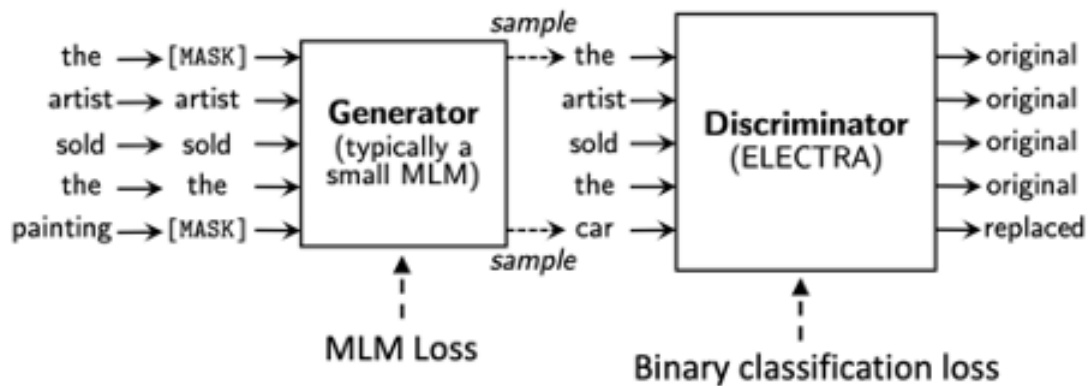 sample
the [MASK] the original
artist artist artist original
sold sold sold original
the the the original
painting [MASK] car replaced
Generator
(typically a
small MLM)
Discriminator
(ELECTRA)
sample
MLM Loss
Binary classification loss